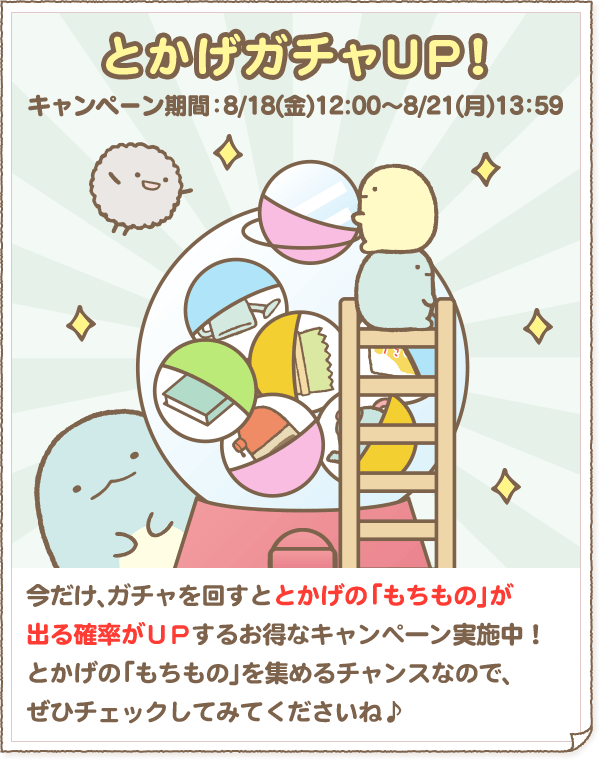 とかげガチャUP！
キャンペーン期間：8/18(金)12:00～8/21(月)13:59
今だけ、ガチャを回すととかげの「もちもの」が
出る確率がＵＰするお得なキャンペーン実施中！
とかげの「もちもの」を集めるチャンスなので、
ぜひチェックしてみてくださいね♪